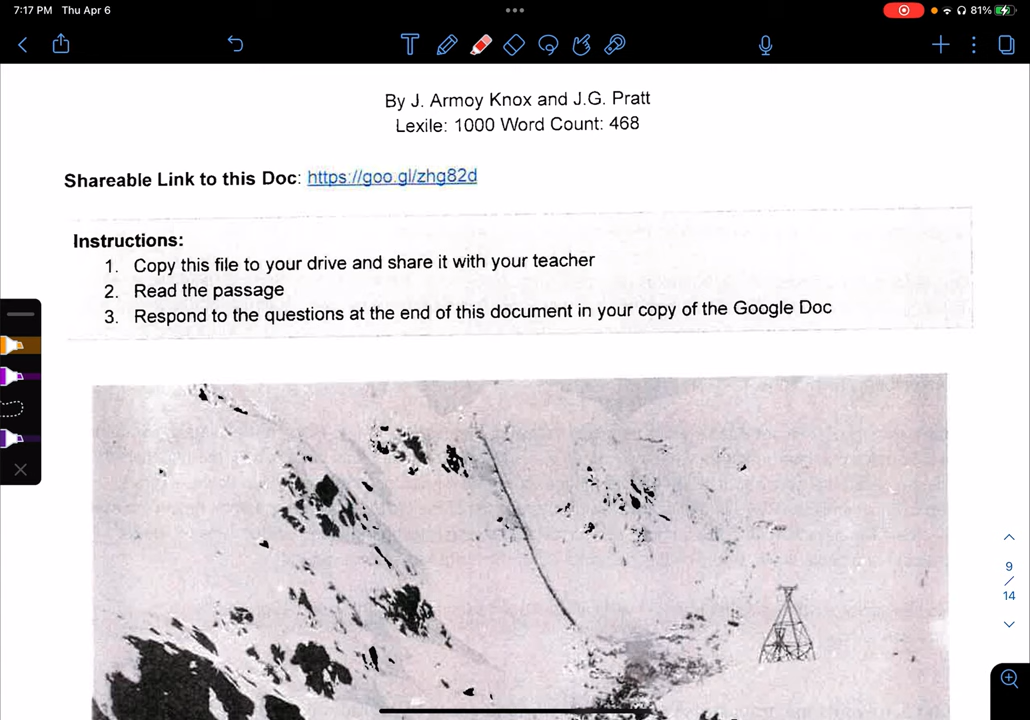 7:17 PM Thu Apr 6
81%
By J. Armoy Knox and J.G. Pratt
Lexile: 1000 Word Count: 468
Shareable Link to this Doc: https://goo.gl/zhg82d
Instructions:
1. Copy this file to your drive and share it with your teacher
2. Read the passage
3. Respond to the questions at the end of this document in your copy of the Google Doc
9
/
14